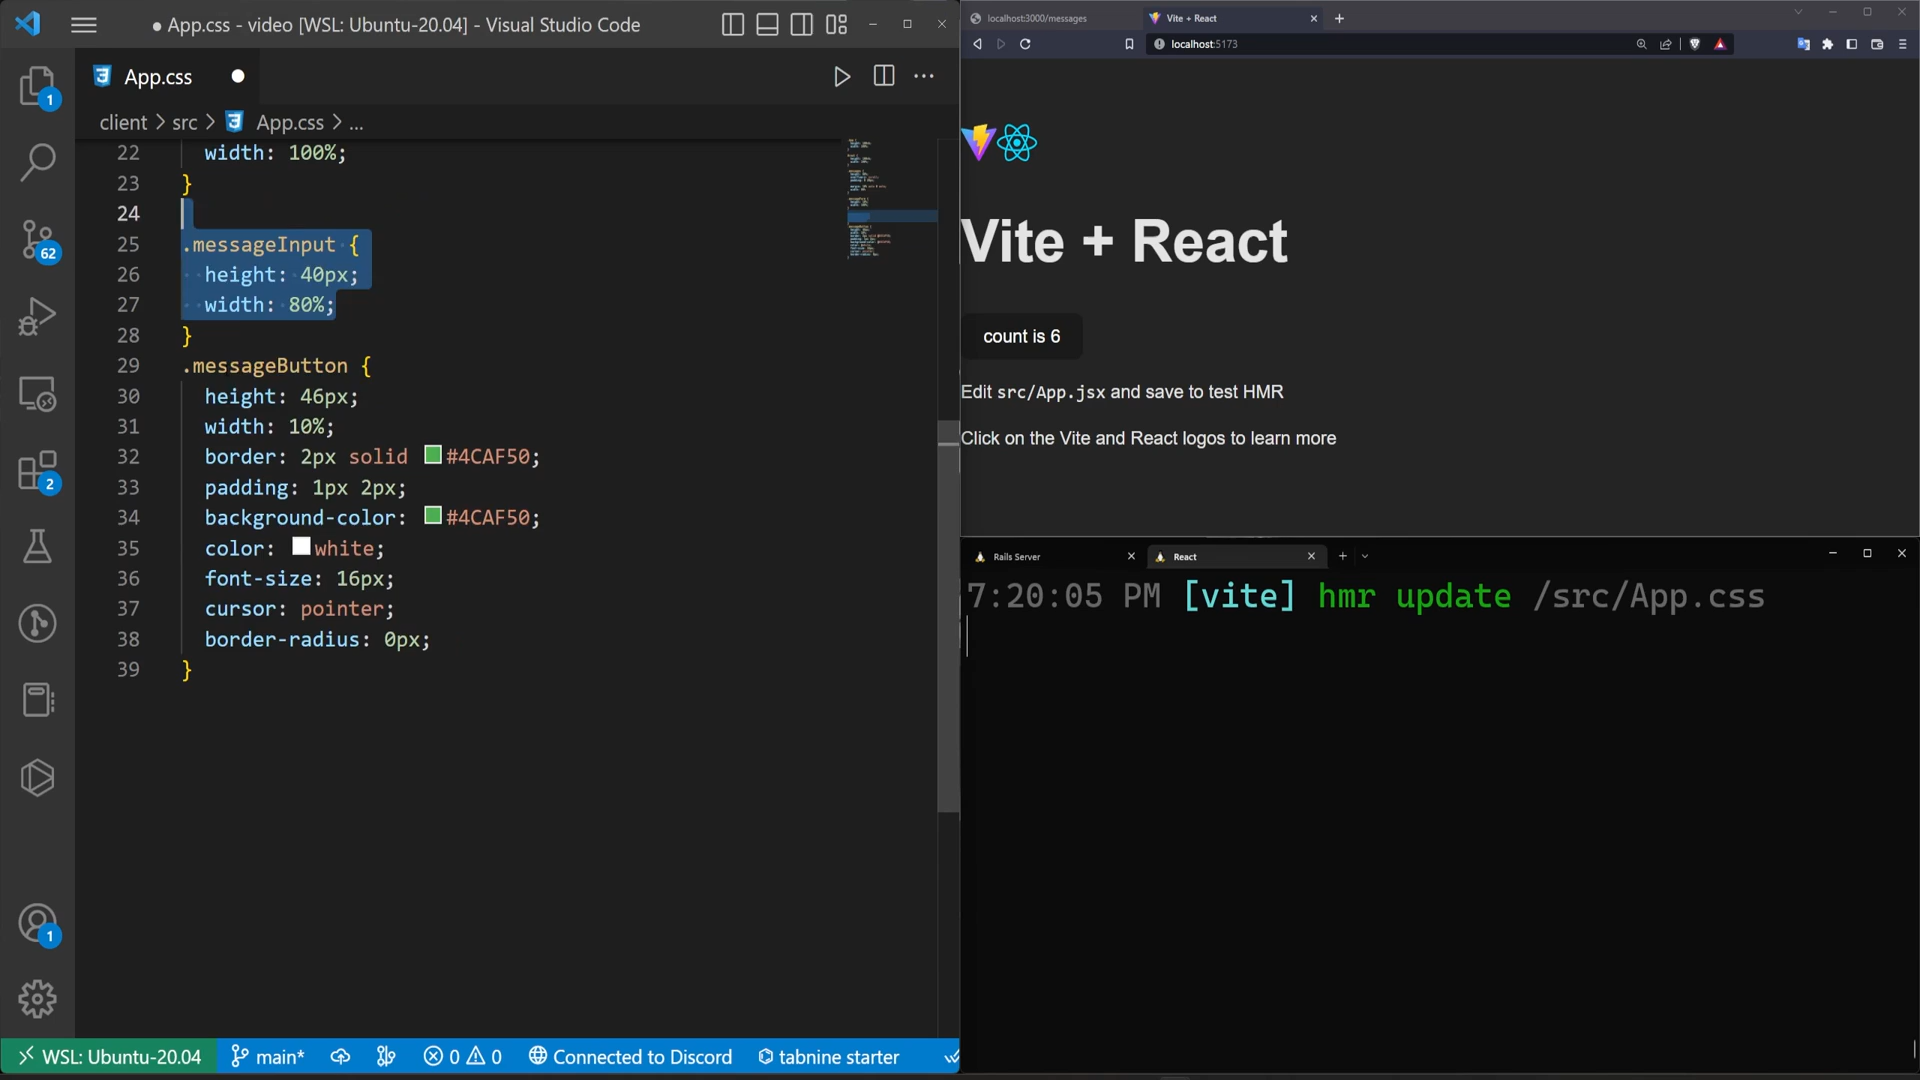 ● App.css - video [WSL: Ubuntu-20.04] - Visual Studio Code
App.css
client > src > App.css > ...
22 width: 100%;
23 }
24
25 .messageInput {
26 height: 40px;
27 width: 80%;
28 }
29 .messageButton {
30 height: 46px;
31 width: 10%;
32 border: 2px solid #4CAF50;
33 padding: 1px 2px;
34 background-color: #4CAF50;
35 color: white;
36 font-size: 16px;
37 cursor: pointer;
38 border-radius: 0px;
39 }
1
62
2
1
WSL: Ubuntu-20.04 main* 0 0 Connected to Discord tabnine starter
localhost:3000/messages Vite + React
localhost:5173
Vite + React
count is 6
Edit src/App.jsx and save to test HMR
Click on the Vite and React logos to learn more
Rails Server React
7:20:05 PM [vite] hmr update /src/App.css